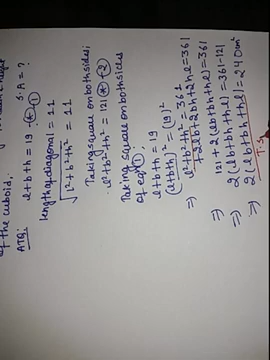 of the cuboid.
S.A = ?
ATQ:
l+b+h = 19 - * ①
length of diagonal = 11
√l²+b²+h² = 11
Taking square on both sides;
l²+b²+h² = 121 * - ②
Taking square on both sides
of eqⁿ ①,
l+b+h = 19
(l+b+h)² = (19)²
l²+b²+h² = 361
+2lb+2bh+2hl = 361
⇒ 121 + 2(lb+bh+hl) = 361
⇒ 2(lb+bh+hl) = 361-121
⇒ 2(lb+bh+hl) = 240cm²
T.S